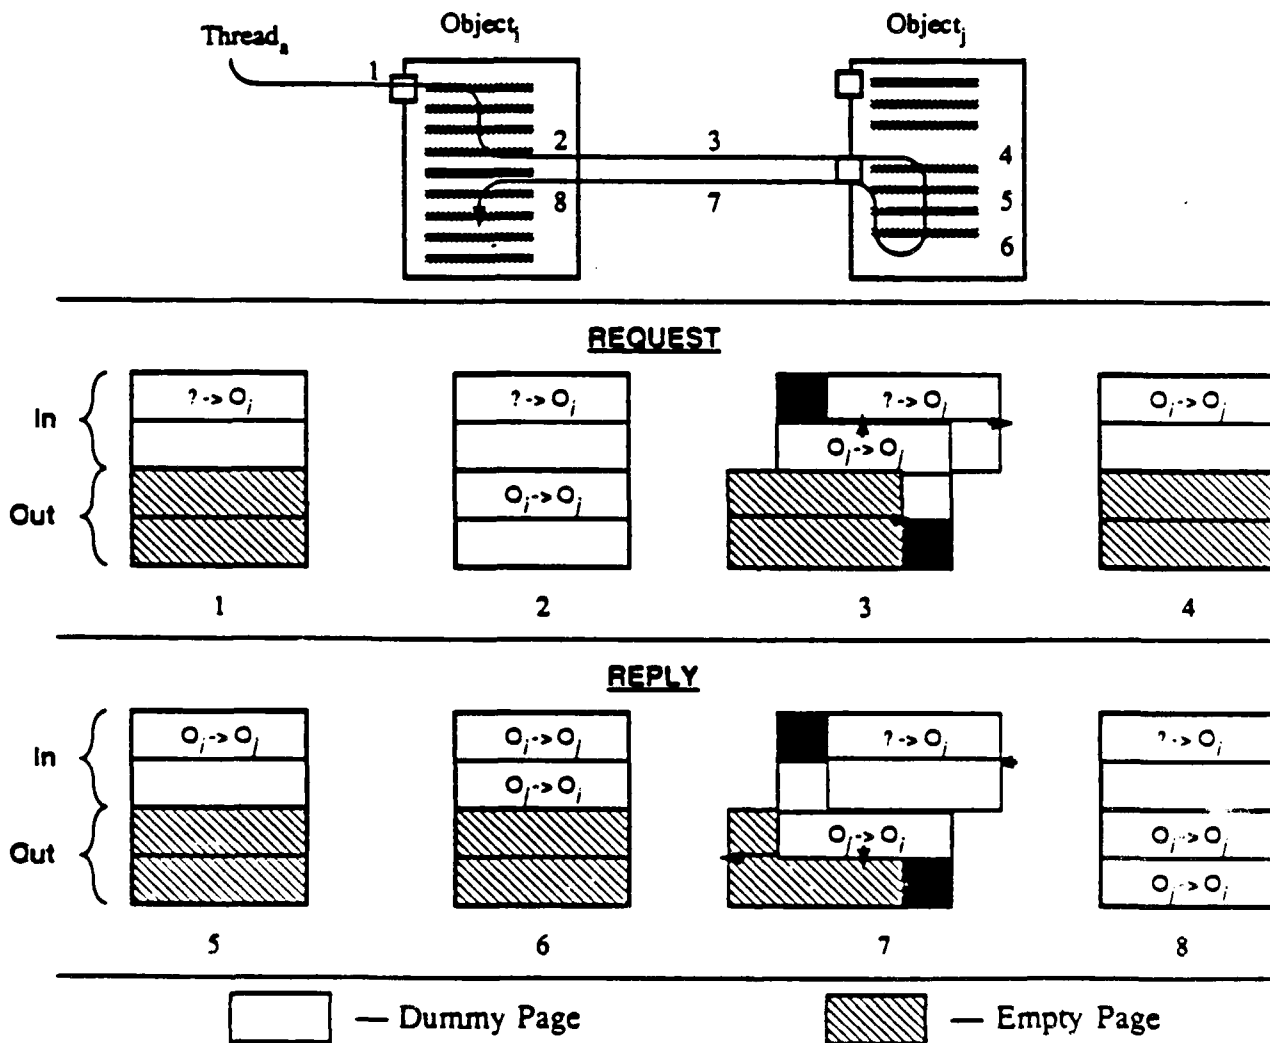 Thread_a
Object_i
Object_j
1
2
3
4
5
6
7
8
REQUEST
In
Out
? -> O_i
? -> O_i
O_i -> O_j
? -> O_i
O_i -> O_j
O_i -> O_j
1
2
3
4
REPLY
In
Out
O_i -> O_j
O_i -> O_j
O_j -> O_i
? -> O_i
O_j -> O_i
? -> O_i
O_i -> O_j
O_j -> O_i
5
6
7
8
— Dummy Page
— Empty Page